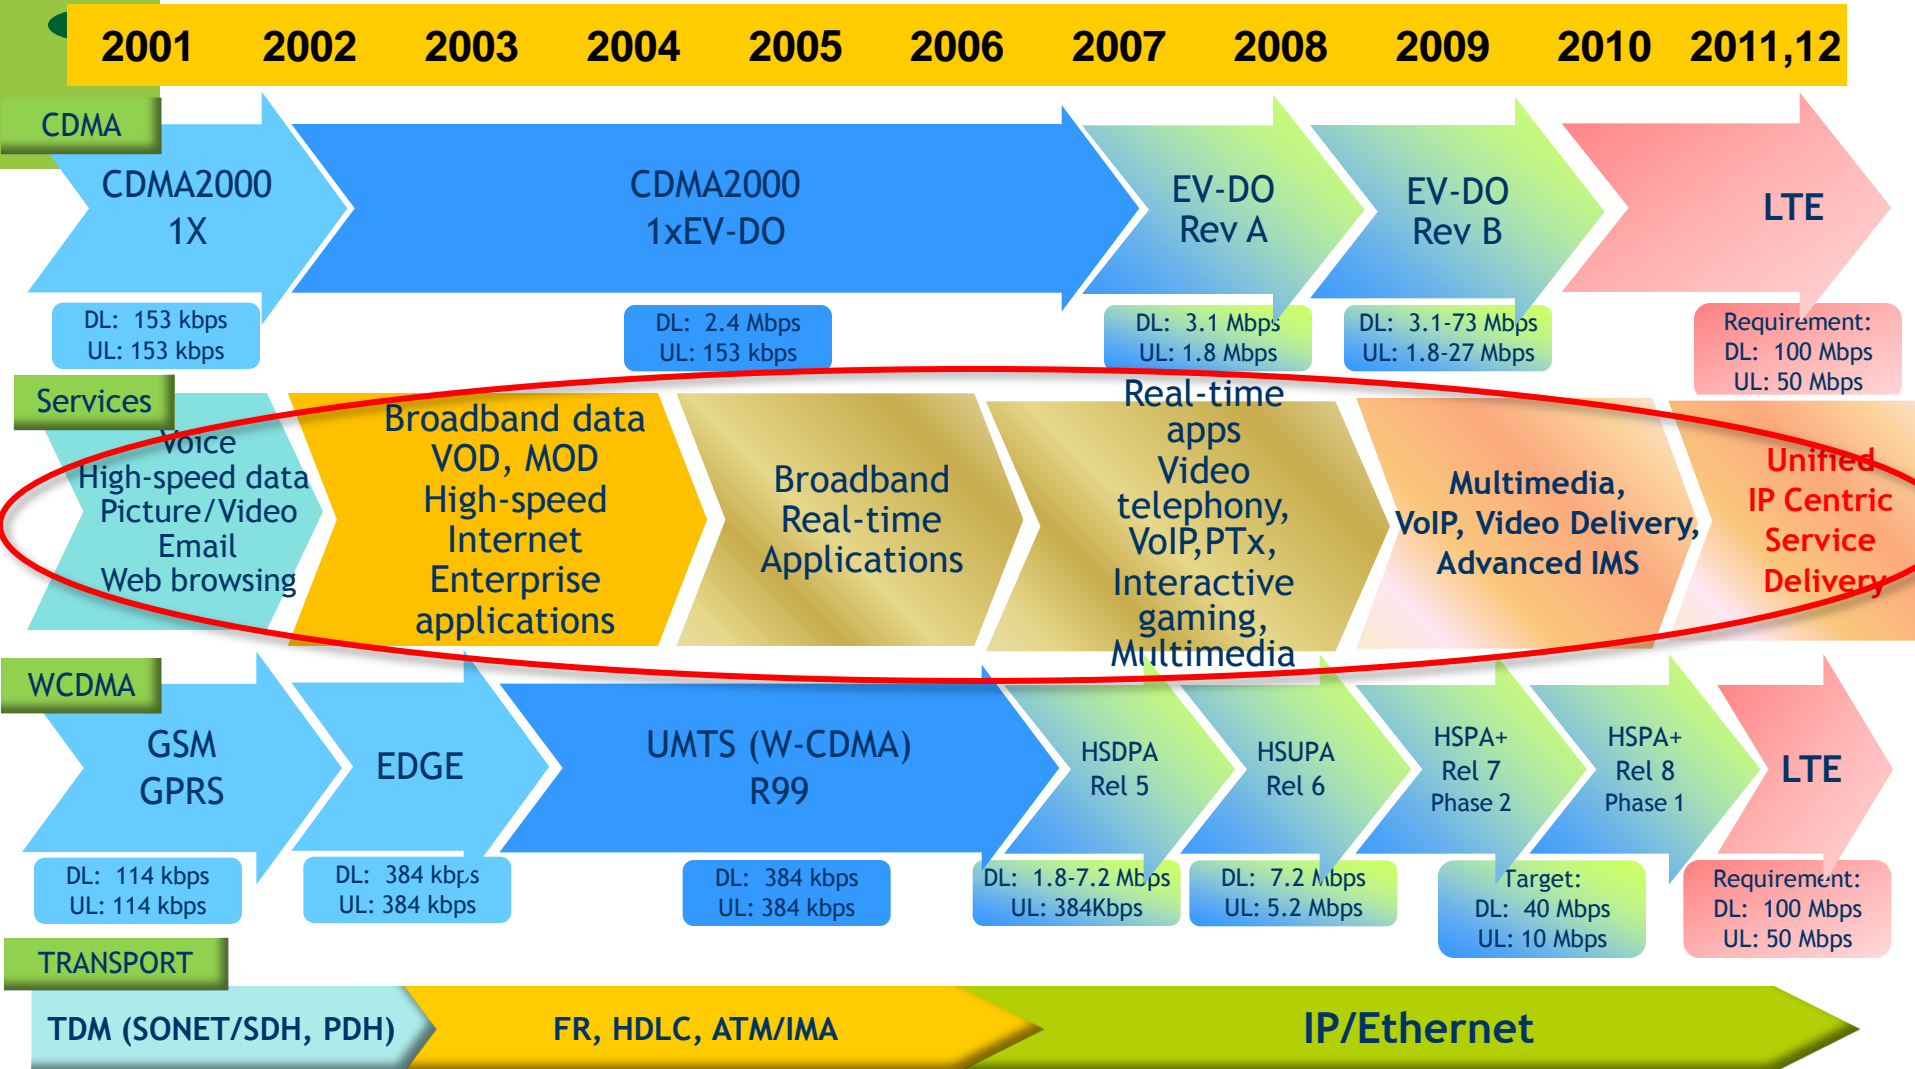 2001 2002 2003 2004 2005 2006 2007 2008 2009 2010 2011,12
CDMA
CDMA2000
1X
CDMA2000
1xEV-DO
EV-DO
Rev A
EV-DO
Rev B
LTE
DL: 153 kbps
UL: 153 kbps
DL: 2.4 Mbps
UL: 153 kbps
DL: 3.1 Mbps
UL: 1.8 Mbps
DL: 3.1-73 Mbps
UL: 1.8-27 Mbps
Requirement:
DL: 100 Mbps
UL: 50 Mbps
Services
Voice
High-speed data
Picture/Video
Email
Web browsing
Broadband data
VOD, MOD
High-speed
Internet
Enterprise
applications
Broadband
Real-time
Applications
Real-time
apps
Video
telephony,
VoIP,PTx,
Interactive
gaming,
Multimedia
Multimedia,
VoIP, Video Delivery,
Advanced IMS
Unified
IP Centric
Service
Delivery
WCDMA
GSM
GPRS
EDGE
UMTS (W-CDMA)
R99
HSDPA
Rel 5
HSUPA
Rel 6
HSPA+
Rel 7
Phase 2
HSPA+
Rel 8
Phase 1
LTE
DL: 114 kbps
UL: 114 kbps
DL: 384 kbps
UL: 384 kbps
DL: 384 kbps
UL: 384 kbps
DL: 1.8-7.2 Mbps
UL: 384Kbps
DL: 7.2 Mbps
UL: 5.2 Mbps
Target:
DL: 40 Mbps
UL: 10 Mbps
Requirement:
DL: 100 Mbps
UL: 50 Mbps
TRANSPORT
TDM (SONET/SDH, PDH)
FR, HDLC, ATM/IMA
IP/Ethernet